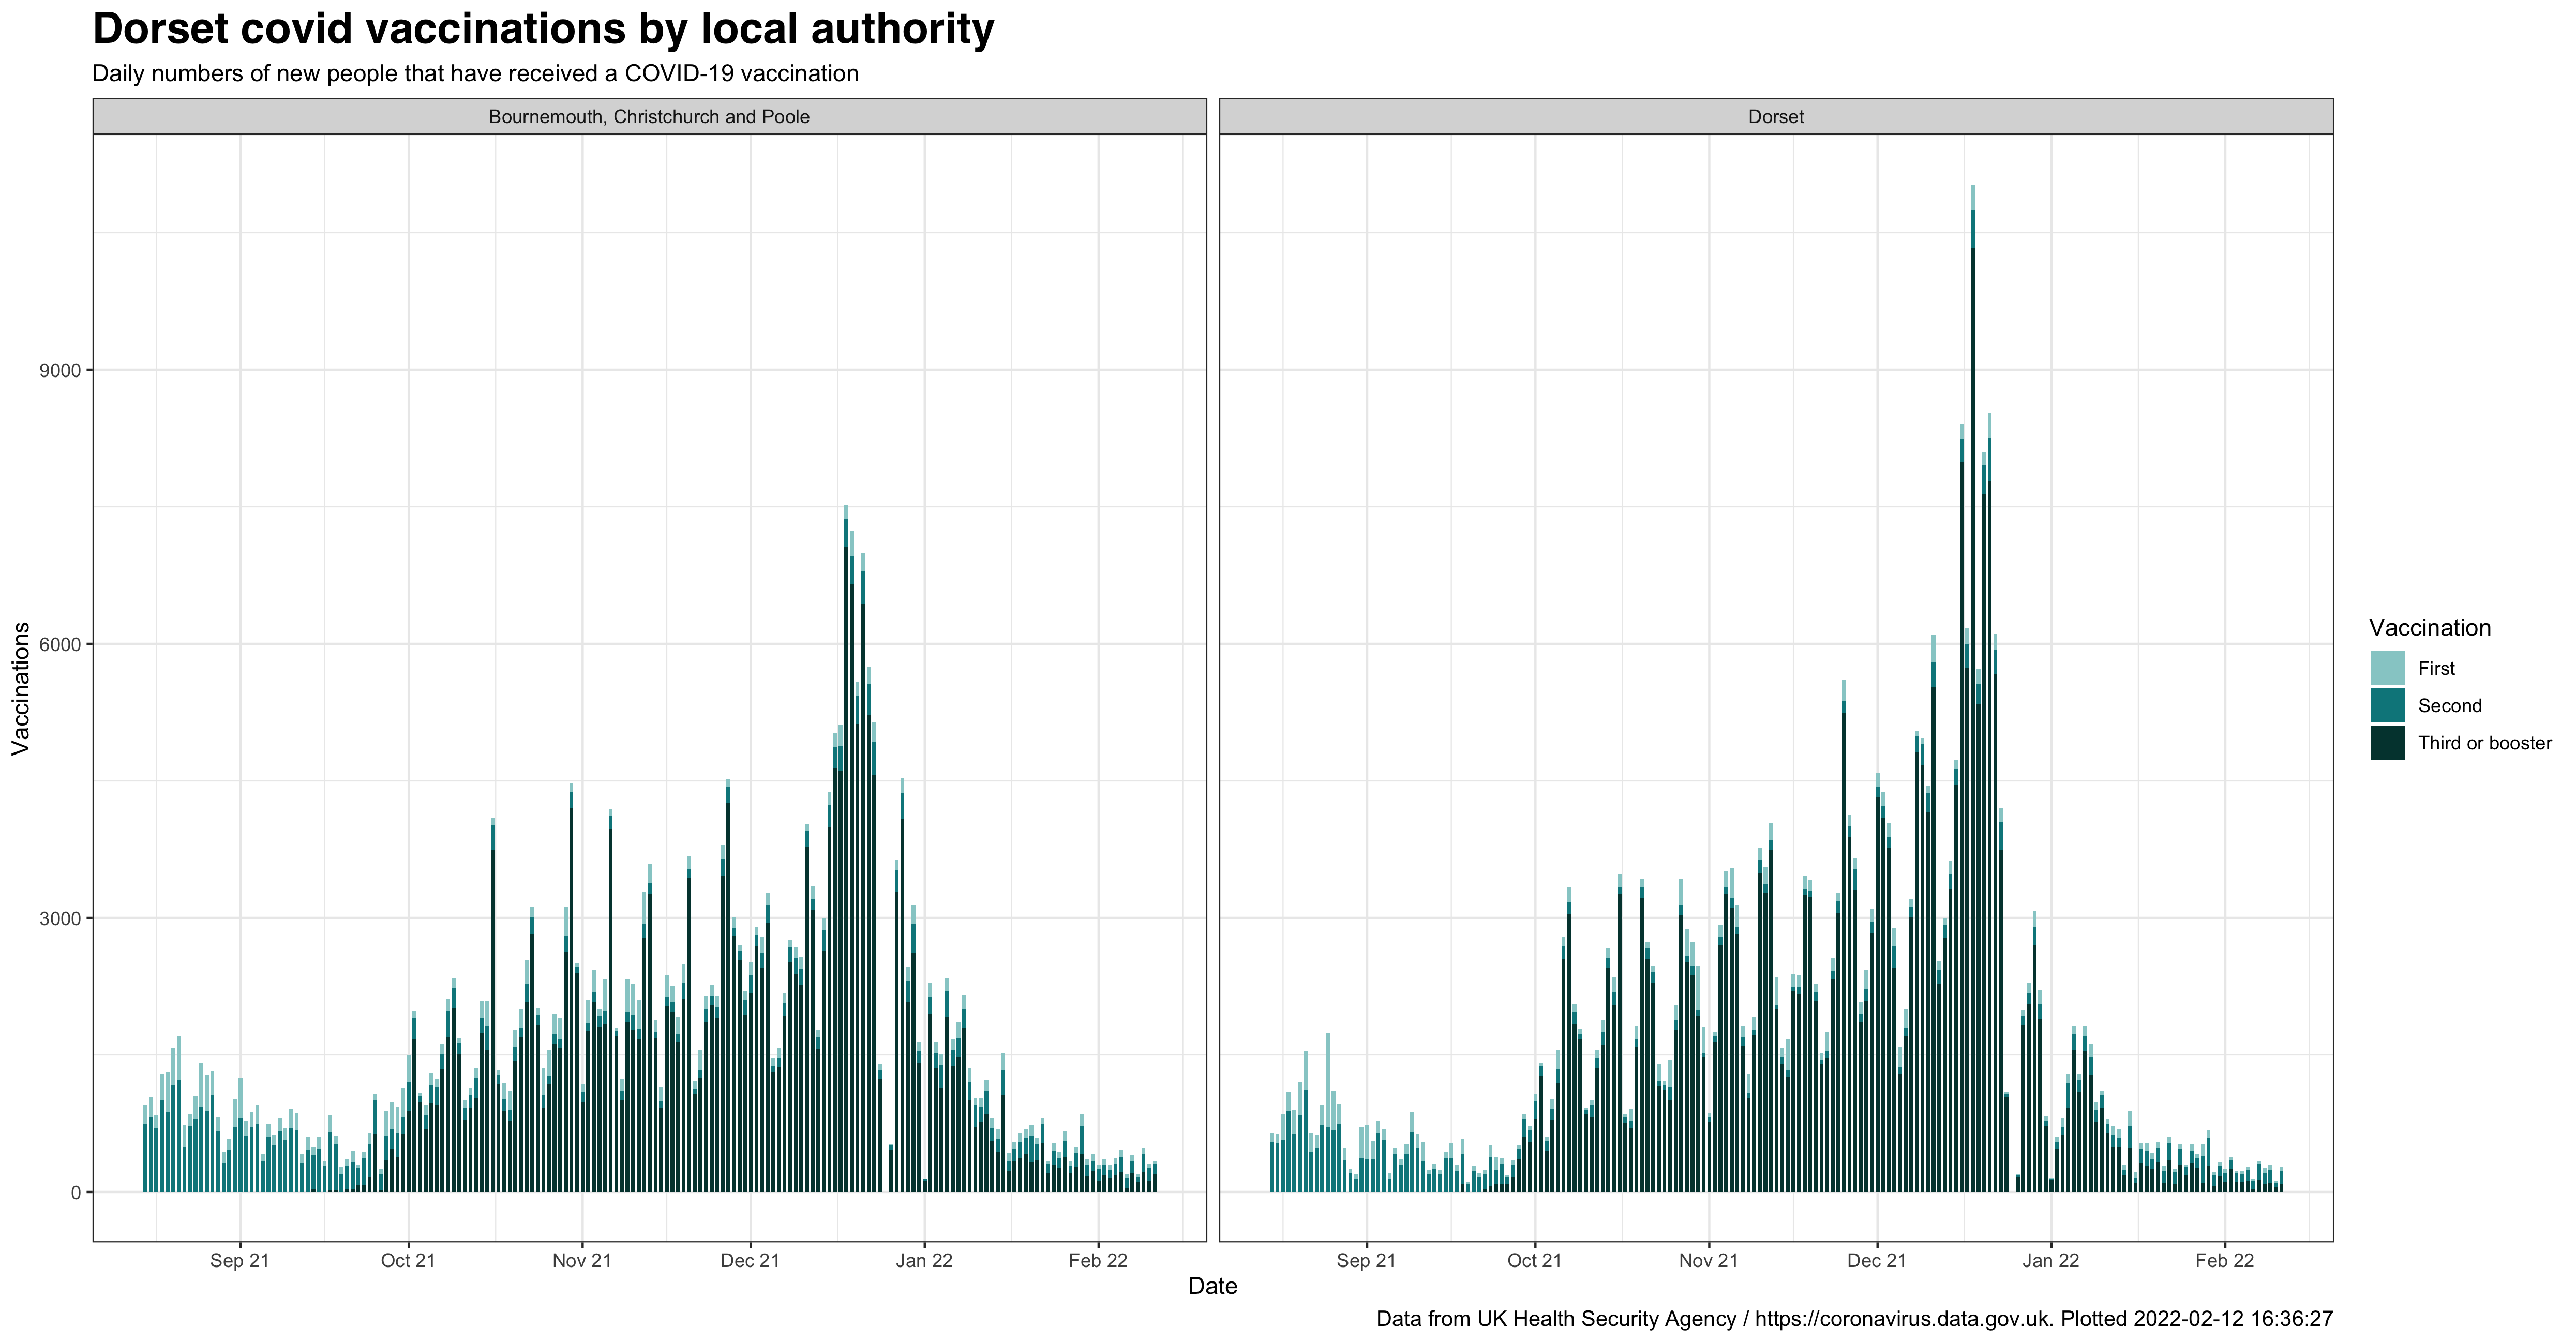 Dorset covid vaccinations by local authority
Daily numbers of new people that have received a COVID-19 vaccination
Bournemouth, Christchurch and Poole
Dorset
Vaccinations
9000
6000
3000
0
Sep 21
Oct 21
Nov 21
Dec 21
Jan 22
Feb 22
Sep 21
Oct 21
Nov 21
Dec 21
Jan 22
Feb 22
Date
Vaccination
First
Second
Third or booster
Data from UK Health Security Agency / https://coronavirus.data.gov.uk. Plotted 2022-02-12 16:36:27